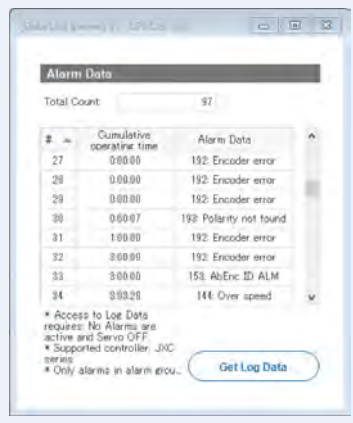 Alarm Data
Total Count 97
# Cumulative operating time Alarm Data
27 0:00:00 192: Encoder error
28 0:00:00 192: Encoder error
29 0:00:00 192: Encoder error
30 0:00:07 193: Polarity not found
31 1:00:00 192: Encoder error
32 3:00:00 192: Encoder error
33 3:00:00 153: AbEnc ID ALM
34 3:03:29 144: Over speed
* Access to Log Data
requires: No Alarms are
active and Servo OFF.
* Supported controller: JXC
series
* Only alarms in alarm grou...
Get Log Data